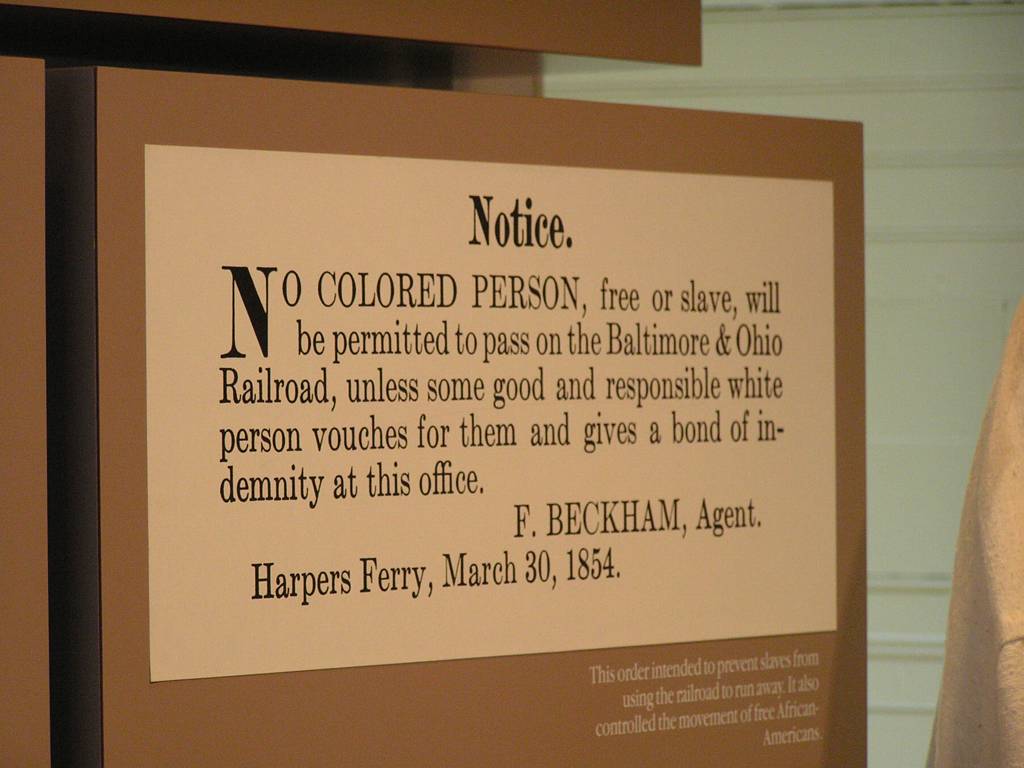 Notice.
NO COLORED PERSON, free or slave, will
be permitted to pass on the Baltimore & Ohio
Railroad, unless some good and responsible white
person vouches for them and gives a bond of in-
demnity at this office.
F. BECKHAM, Agent.
Harpers Ferry, March 30, 1854.
This order intended to prevent slaves from
using the railroad to run away. It also
controlled the movement of free African-
Americans.